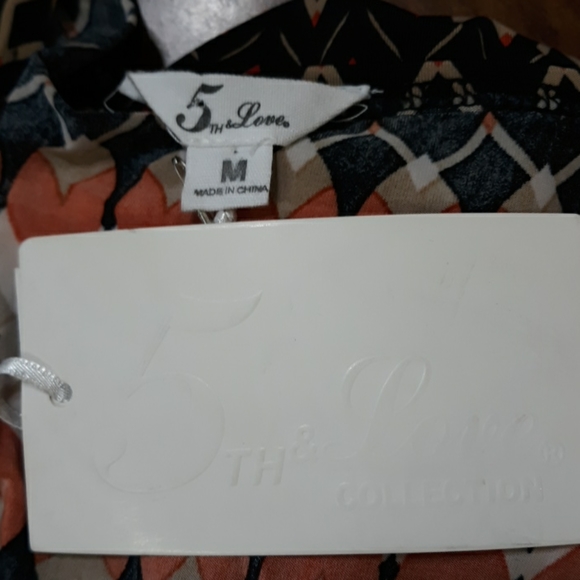 5TH & Love®
M
MADE IN CHINA
5TH & Love
COLLECTION